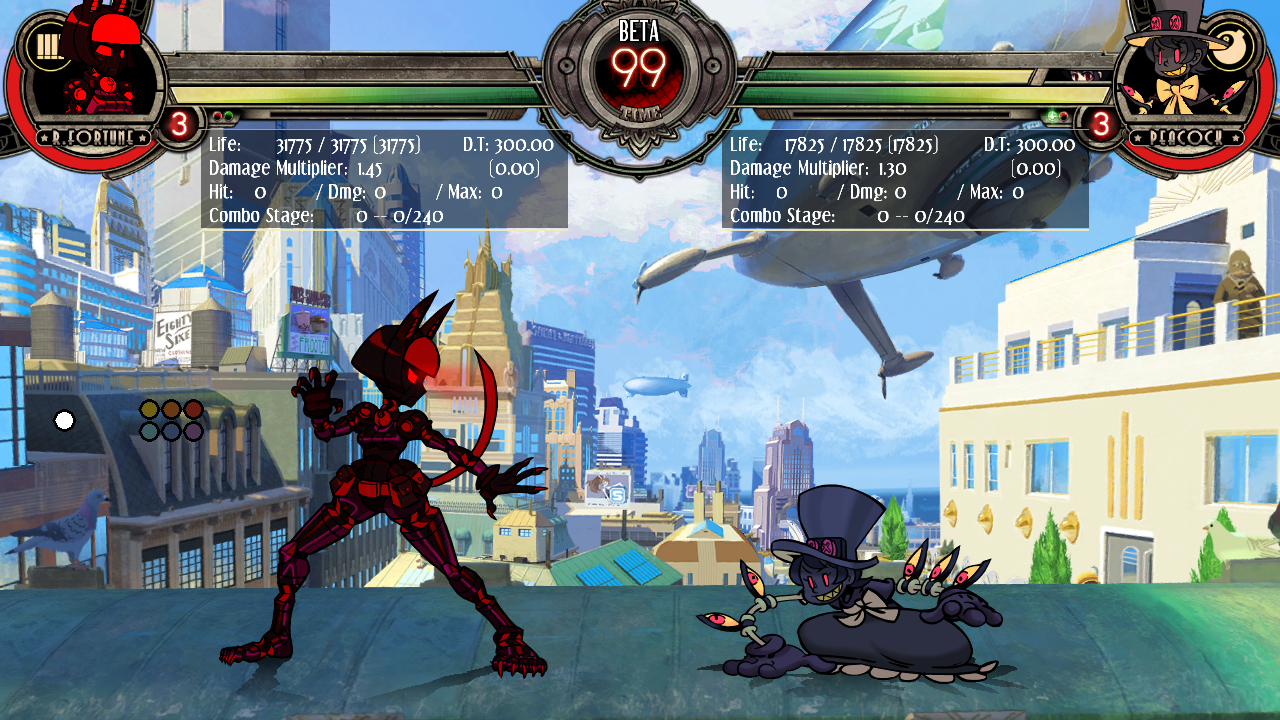 BETA
99
TIME
R.FORTUNE
3
3
PEACOCK
Life: 31775 / 31775 (31775) D.T: 300.00
Damage Multiplier: 1.45 (0.00)
Hit: 0 / Dmg: 0 / Max: 0
Combo Stage: 0 -- 0/240
Life: 17825 / 17825 (17825) D.T: 300.00
Damage Multiplier: 1.30 (0.00)
Hit: 0 / Dmg: 0 / Max: 0
Combo Stage: 0 -- 0/240
EIGHTY
SIXE
S